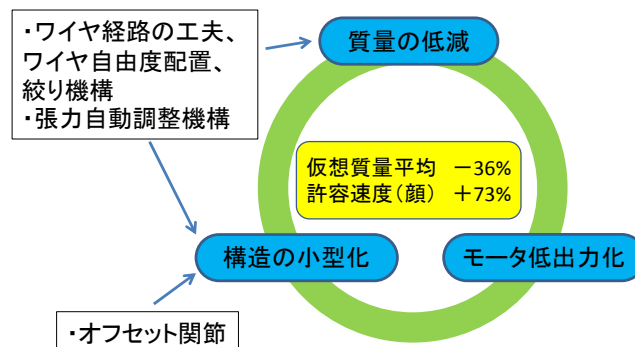 ・ワイヤ経路の工夫、
ワイヤ自由度配置、
絞り機構
・張力自動調整機構
質量の低減
仮想質量平均 －36%
許容速度(顔) ＋73%
構造の小型化
モータ低出力化
・オフセット関節